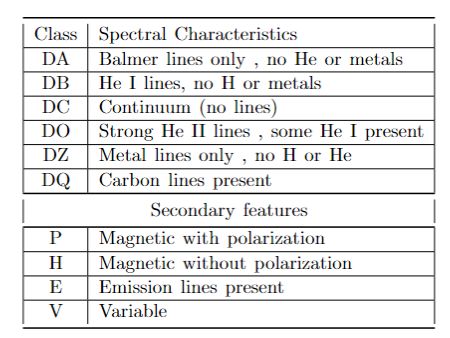 Class Spectral Characteristics
DA Balmer lines only , no He or metals
DB He I lines, no H or metals
DC Continuum (no lines)
DO Strong He II lines , some He I present
DZ Metal lines only , no H or He
DQ Carbon lines present
Secondary features
P Magnetic with polarization
H Magnetic without polarization
E Emission lines present
V Variable